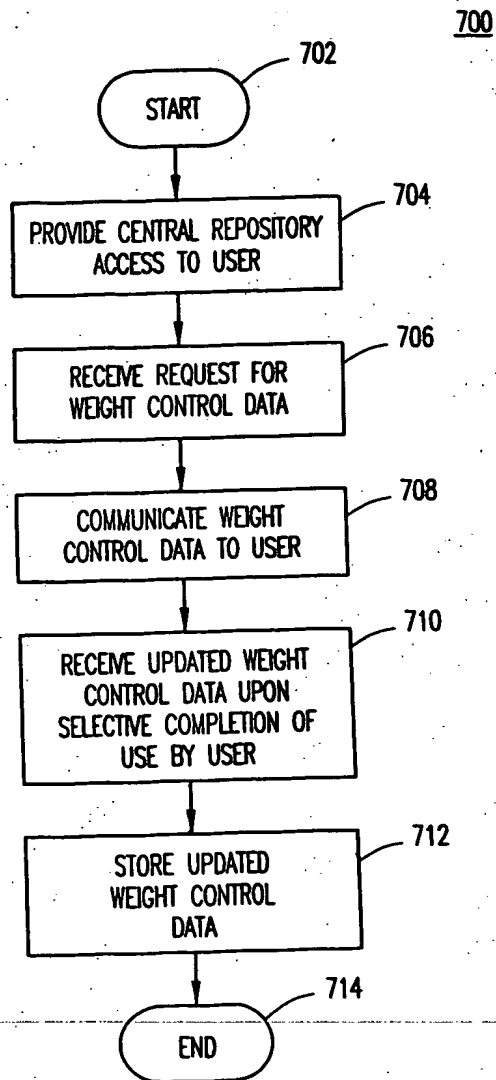 700
702
START
704
PROVIDE CENTRAL REPOSITORY
ACCESS TO USER
706
RECEIVE REQUEST FOR
WEIGHT CONTROL DATA
708
COMMUNICATE WEIGHT
CONTROL DATA TO USER
710
RECEIVE UPDATED WEIGHT
CONTROL DATA UPON
SELECTIVE COMPLETION OF
USE BY USER
712
STORE UPDATED
WEIGHT CONTROL
DATA
714
END